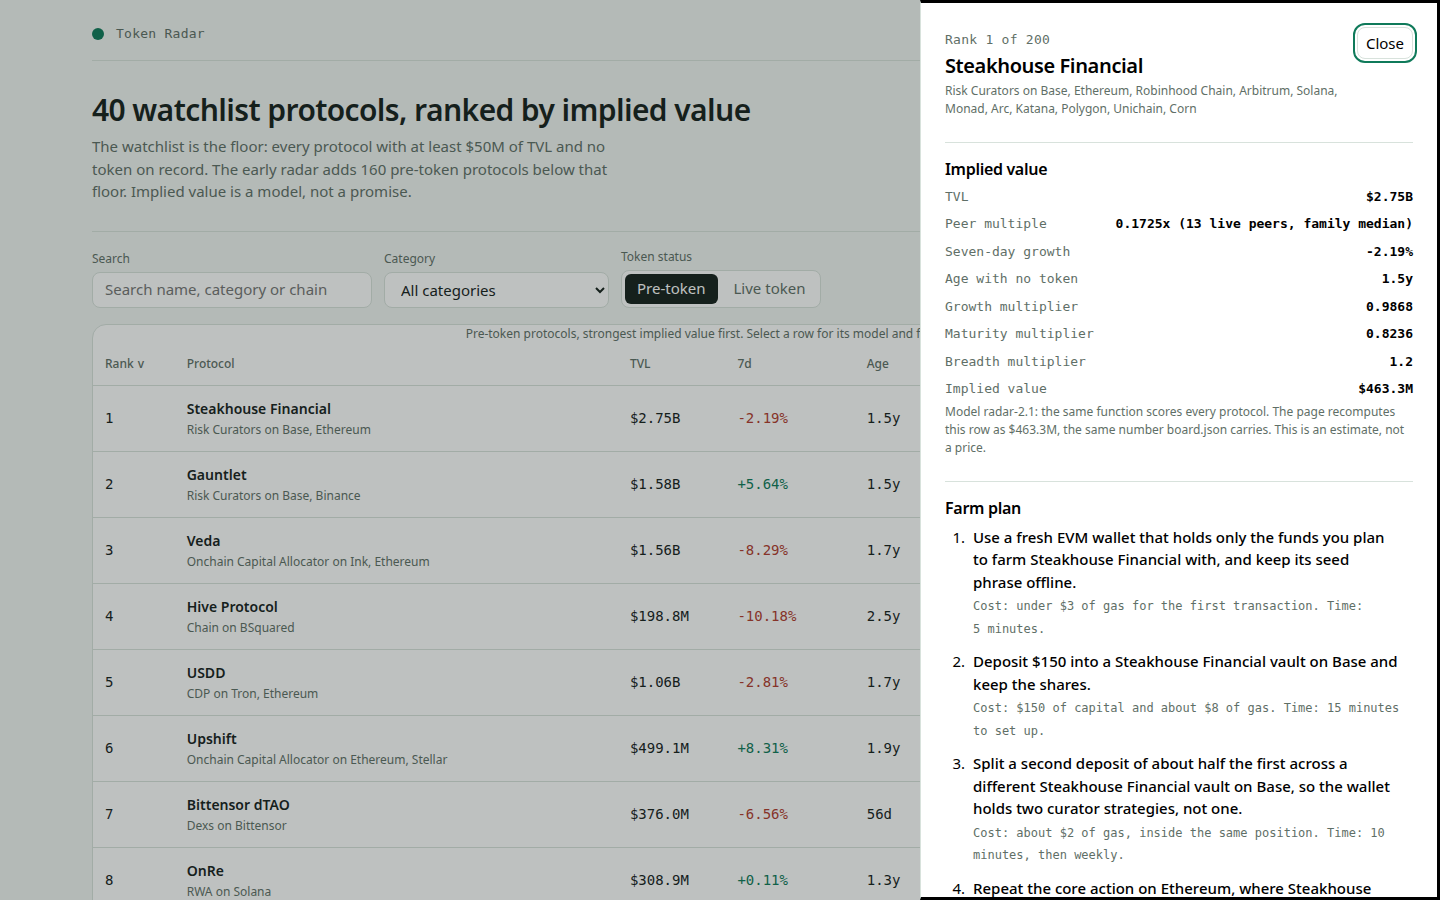 Token Radar
40 watchlist protocols, ranked by implied value
The watchlist is the floor: every protocol with at least $50M of TVL and no
token on record. The early radar adds 160 pre-token protocols below that
floor. Implied value is a model, not a promise.
Search
Category
Token status
Search name, category or chain
All categories
Pre-token
Live token
Pre-token protocols, strongest implied value first. Select a row for its model and f
Rank v
Protocol
TVL
7d
Age
1
Steakhouse Financial
Risk Curators on Base, Ethereum
$2.75B
-2.19%
1.5y
2
Gauntlet
Risk Curators on Base, Binance
$1.58B
+5.64%
1.5y
3
Veda
Onchain Capital Allocator on Ink, Ethereum
$1.56B
-8.29%
1.7y
4
Hive Protocol
Chain on BSquared
$198.8M
-10.18%
2.5y
5
USDD
CDP on Tron, Ethereum
$1.06B
-2.81%
1.7y
6
Upshift
Onchain Capital Allocator on Ethereum, Stellar
$499.1M
+8.31%
1.9y
7
Bittensor dTAO
Dexs on Bittensor
$376.0M
-6.56%
56d
8
OnRe
RWA on Solana
$308.9M
+0.11%
1.3y
Rank 1 of 200
Close
Steakhouse Financial
Risk Curators on Base, Ethereum, Robinhood Chain, Arbitrum, Solana,
Monad, Arc, Katana, Polygon, Unichain, Corn
Implied value
TVL $2.75B
Peer multiple 0.1725x (13 live peers, family median)
Seven-day growth -2.19%
Age with no token 1.5y
Growth multiplier 0.9868
Maturity multiplier 0.8236
Breadth multiplier 1.2
Implied value $463.3M
Model radar-2.1: the same function scores every protocol. The page recomputes
this row as $463.3M, the same number board.json carries. This is an estimate, not
a price.
Farm plan
1. Use a fresh EVM wallet that holds only the funds you plan
to farm Steakhouse Financial with, and keep its seed
phrase offline.
Cost: under $3 of gas for the first transaction. Time:
5 minutes.
2. Deposit $150 into a Steakhouse Financial vault on Base and
keep the shares.
Cost: $150 of capital and about $8 of gas. Time: 15 minutes
to set up.
3. Split a second deposit of about half the first across a
different Steakhouse Financial vault on Base, so the wallet
holds two curator strategies, not one.
Cost: about $2 of gas, inside the same position. Time: 10
minutes, then weekly.
4. Repeat the core action on Ethereum, where Steakhouse